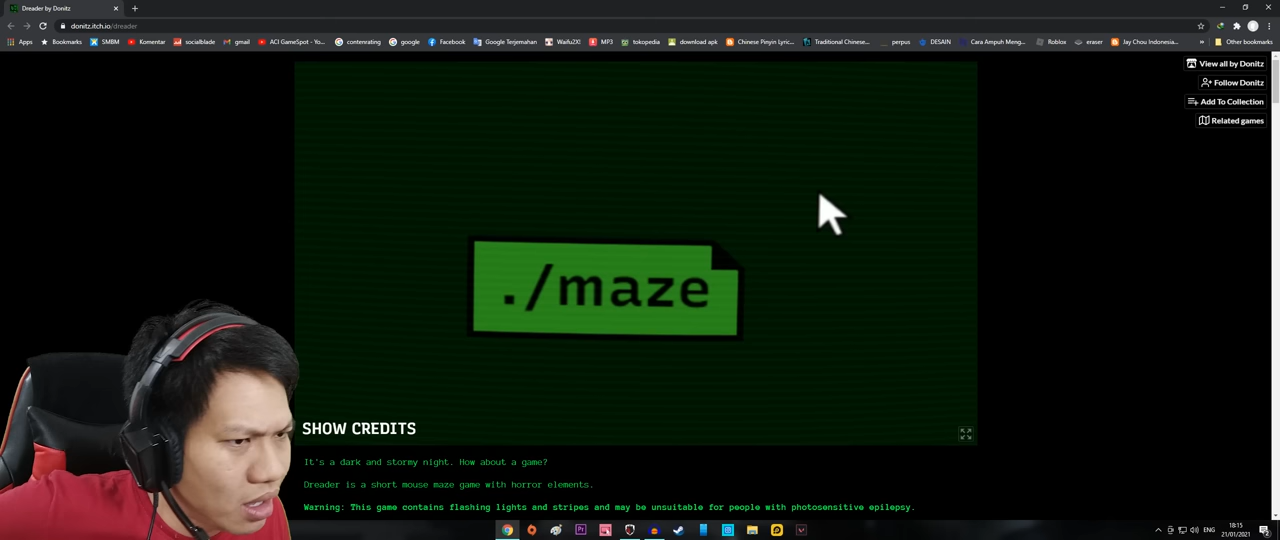 Dreader by Donitz
donitz.itch.io/dreader
Apps Bookmarks SMBM Komentar socialblade gmail ACI GameSpot - Yo... contenrating google Facebook Google Terjemahan Waifu2X! MP3 tokopedia download apk Chinese Pinyin Lyric... Traditional Chinese... perpus DESAIN Cara Ampuh Meng... Roblox eraser Jay Chou Indonesia... » Other bookmarks
View all by Donitz
Follow Donitz
Add To Collection
Related games
./maze
SHOW CREDITS
It's a dark and stormy night. How about a game?
Dreader is a short mouse maze game with horror elements.
Warning: This game contains flashing lights and stripes and may be unsuitable for people with photosensitive epilepsy.
ENG
18:15
21/01/2021